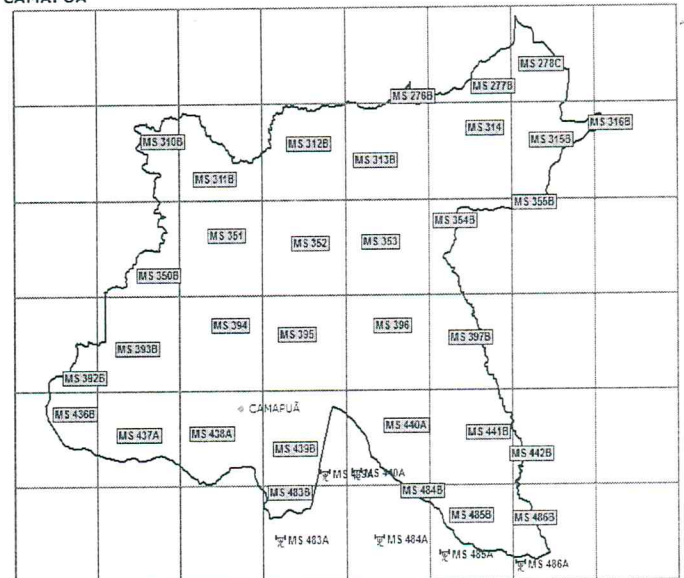 CAMAPUÃ
MS 278C
MS 277B
MS 276B
MS 316B
MS 314
MS 315B
MS 310B
MS 312B
MS 313B
MS 311B
MS 355B
MS 354B
MS 351
MS 352
MS 353
MS 350B
MS 394
MS 395
MS 396
MS 397B
MS 393B
MS 392B
CAMAPUÃ
MS 436B
MS 437A
MS 438A
MS 440A
MS 441B
MS 439B
MS 442B
MS 440A
MS 483B
MS 484B
MS 485B
MS 486B
MS 483A
MS 484A
MS 485A
MS 486A